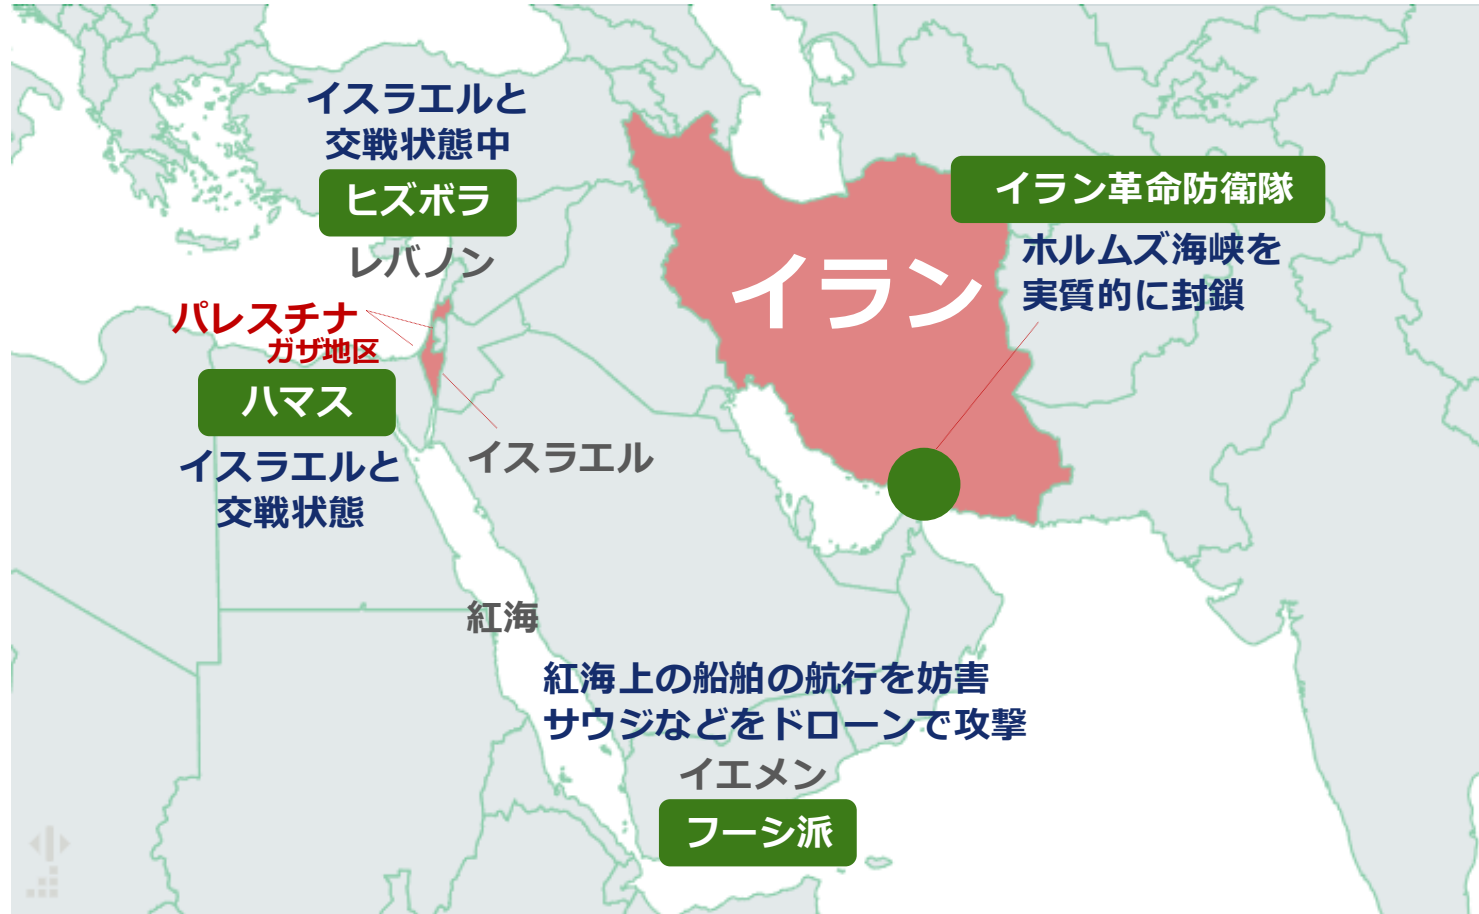 イスラエルと
交戦状態中
ヒズボラ
レバノン
パレスチナ
ガザ地区
ハマス
イスラエルと
交戦状態
イスラエル
イラン
イラン革命防衛隊
ホルムズ海峡を
実質的に封鎖
紅海
紅海上の船舶の航行を妨害
サウジなどをドローンで攻撃
イエメン
フーシ派